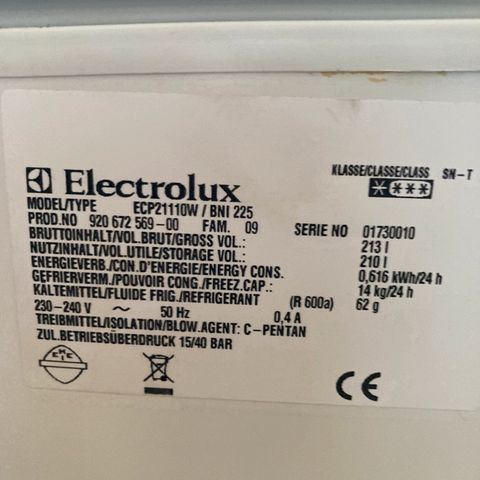 KLASSE/CLASSE/CLASS SN-T
Electrolux
MODELL/TYPE ECP21110W / BNI 225
PROD.NO 920 672 569-00 FAM. 09 SERIE NO 01730010
BRUTTOINHALT/VOL.BRUT/GROSS VOL.: 213 l
NUTZINHALT/VOL.UTILE/STORAGE VOL.: 210 l
ENERGIEVERB./CON.D'ENERGIE/ENERGY CONS. 0,616 kWh/24 h
GEFRIERVERM./POUVOIR CONG./FREEZ.CAP.: 14 kg/24 h
KÄLTEMITTEL/FLUIDE FRIG./REFRIGERANT (R 600a) 62 g
230-240 V ~ 50 Hz 0,4 A
TREIBMITTEL/ISOLATION/BLOW.AGENT: C-PENTAN
ZUL.BETRIEBSÜBERDRUCK 15/40 BAR
CE